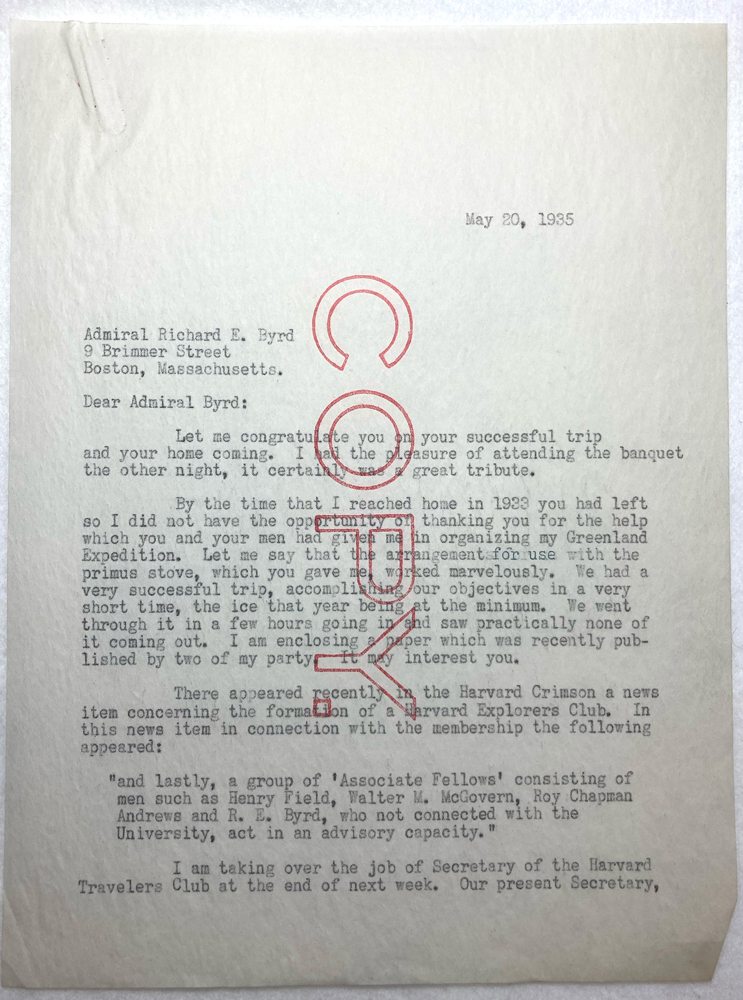 May 20, 1935
Admiral Richard E. Byrd
9 Brimmer Street
Boston, Massachusetts.
Dear Admiral Byrd:
Let me congratulate you on your successful trip
and your home coming. I had the pleasure of attending the banquet
the other night, it certainly was a great tribute.
By the time that I reached home in 1933 you had left
so I did not have the opportunity of thanking you for the help
which you and your men had given me in organizing my Greenland
Expedition. Let me say that the arrangement for use with the
primus stove, which you gave me, worked marvelously. We had a
very successful trip, accomplishing our objectives in a very
short time, the ice that year being at the minimum. We went
through it in a few hours going in and saw practically none of
it coming out. I am enclosing a paper which was recently pub-
lished by two of my party. It may interest you.
There appeared recently in the Harvard Crimson a news
item concerning the formation of a Harvard Explorers Club. In
this news item in connection with the membership the following
appeared:
"and lastly, a group of 'Associate Fellows' consisting of
men such as Henry Field, Walter M. McGovern, Roy Chapman
Andrews and R. E. Byrd, who not connected with the
University, act in an advisory capacity."
I am taking over the job of Secretary of the Harvard
Travelers Club at the end of next week. Our present Secretary,
COPY.